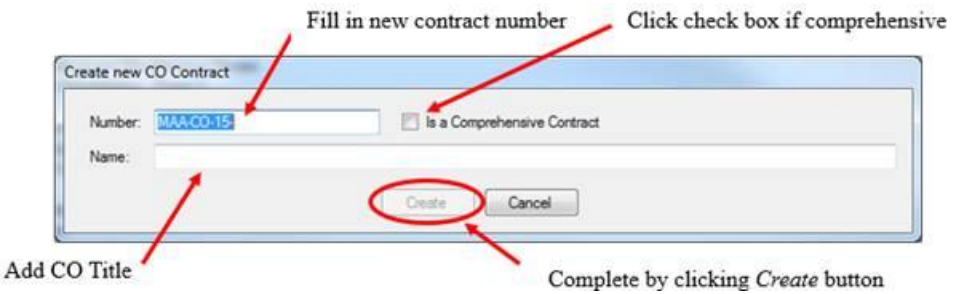 Fill in new contract number
Click check box if comprehensive
Create new CO Contract
Number: MAA-CO-15- Is a Comprehensive Contract
Name:
Create Cancel
Add CO Title
Complete by clicking Create button